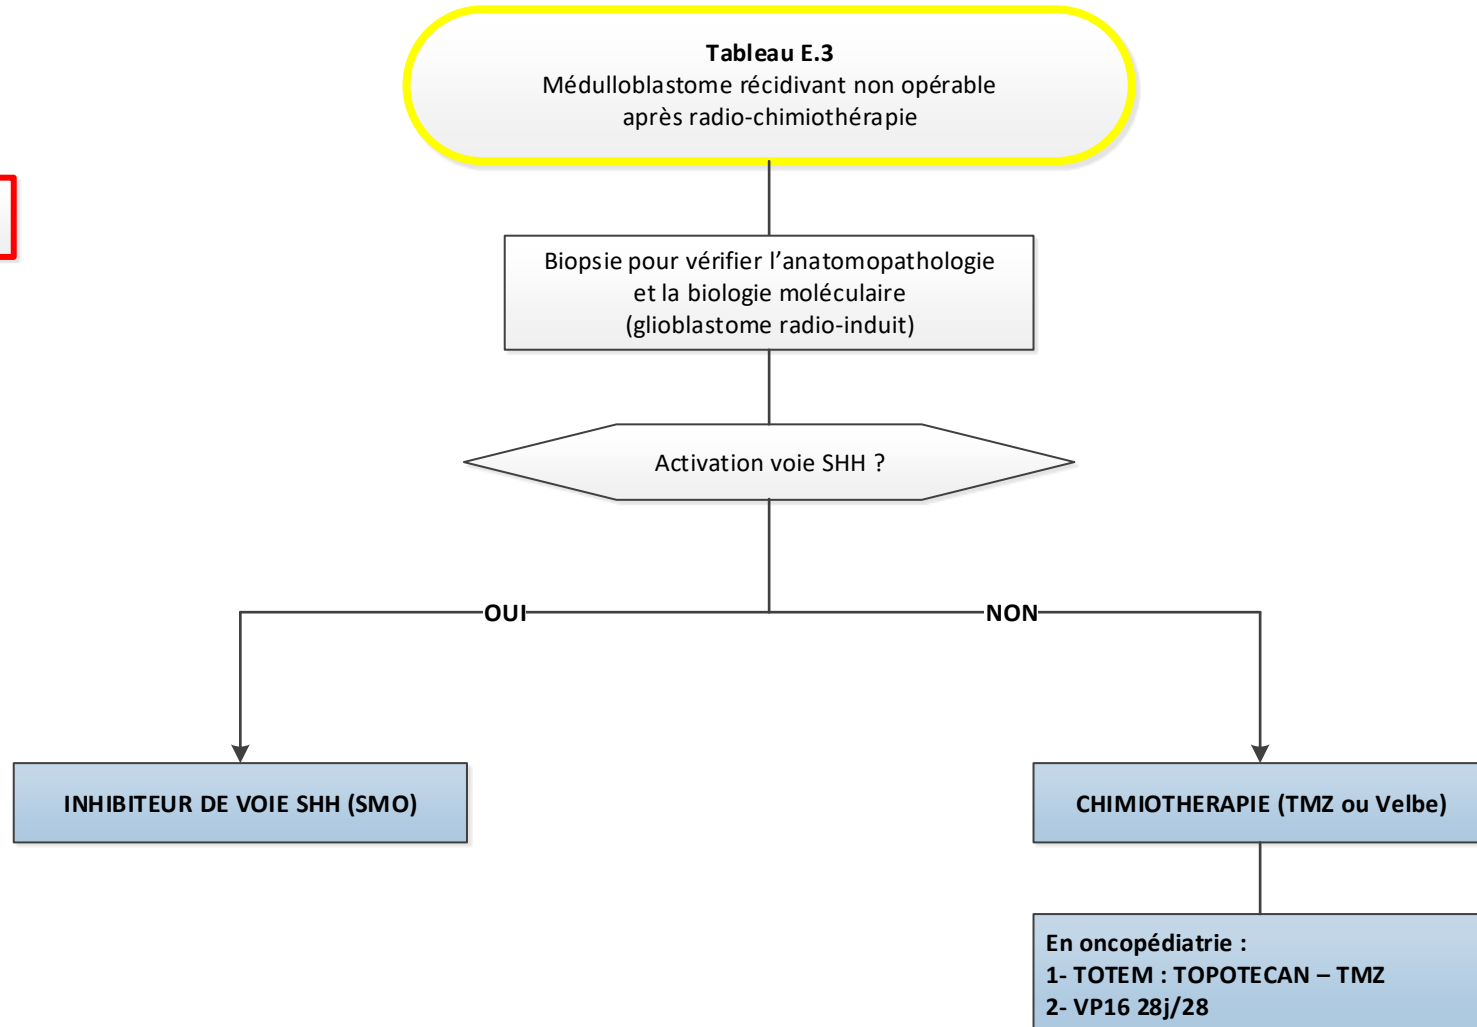 Tableau E.3
Médulloblastome récidivant non opérable
après radio-chimiothérapie
Biopsie pour vérifier l’anatomopathologie
et la biologie moléculaire
(glioblastome radio-induit)
Activation voie SHH ?
OUI
NON
INHIBITEUR DE VOIE SHH (SMO)
CHIMIOTHERAPIE (TMZ ou Velbe)
En oncopédiatrie :
1- TOTEM : TOPOTECAN – TMZ
2- VP16 28j/28